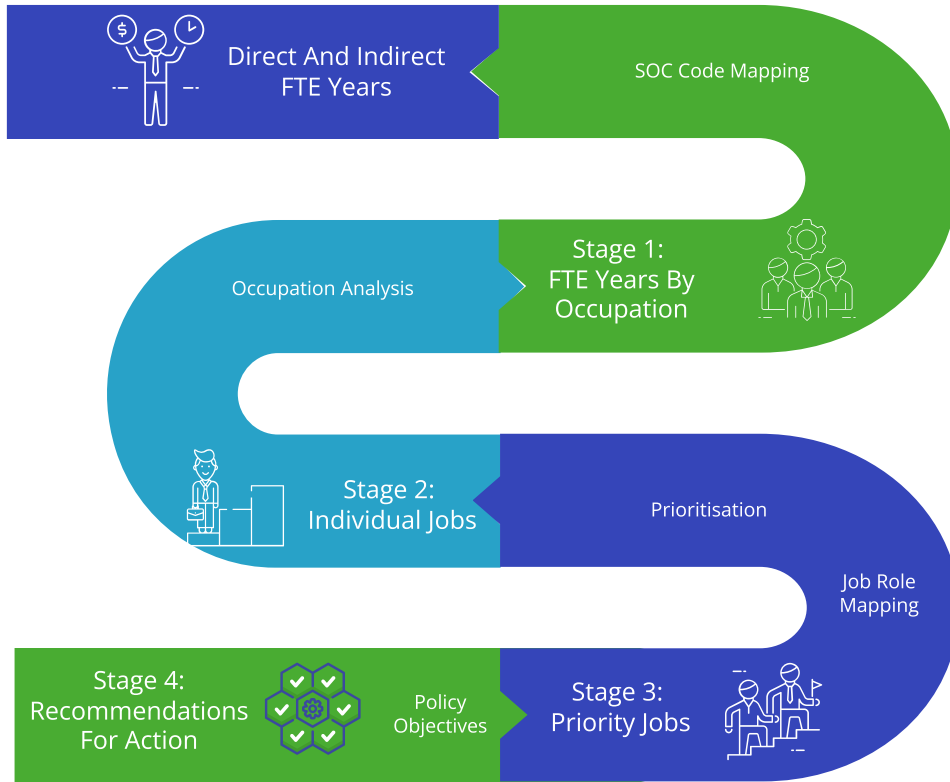 $
Direct And Indirect
FTE Years
SOC Code Mapping
Stage 1:
FTE Years By
Occupation
Occupation Analysis
Stage 2:
Individual Jobs
Prioritisation
Job Role
Mapping
Stage 3:
Priority Jobs
Policy
Objectives
Stage 4:
Recommendations
For Action